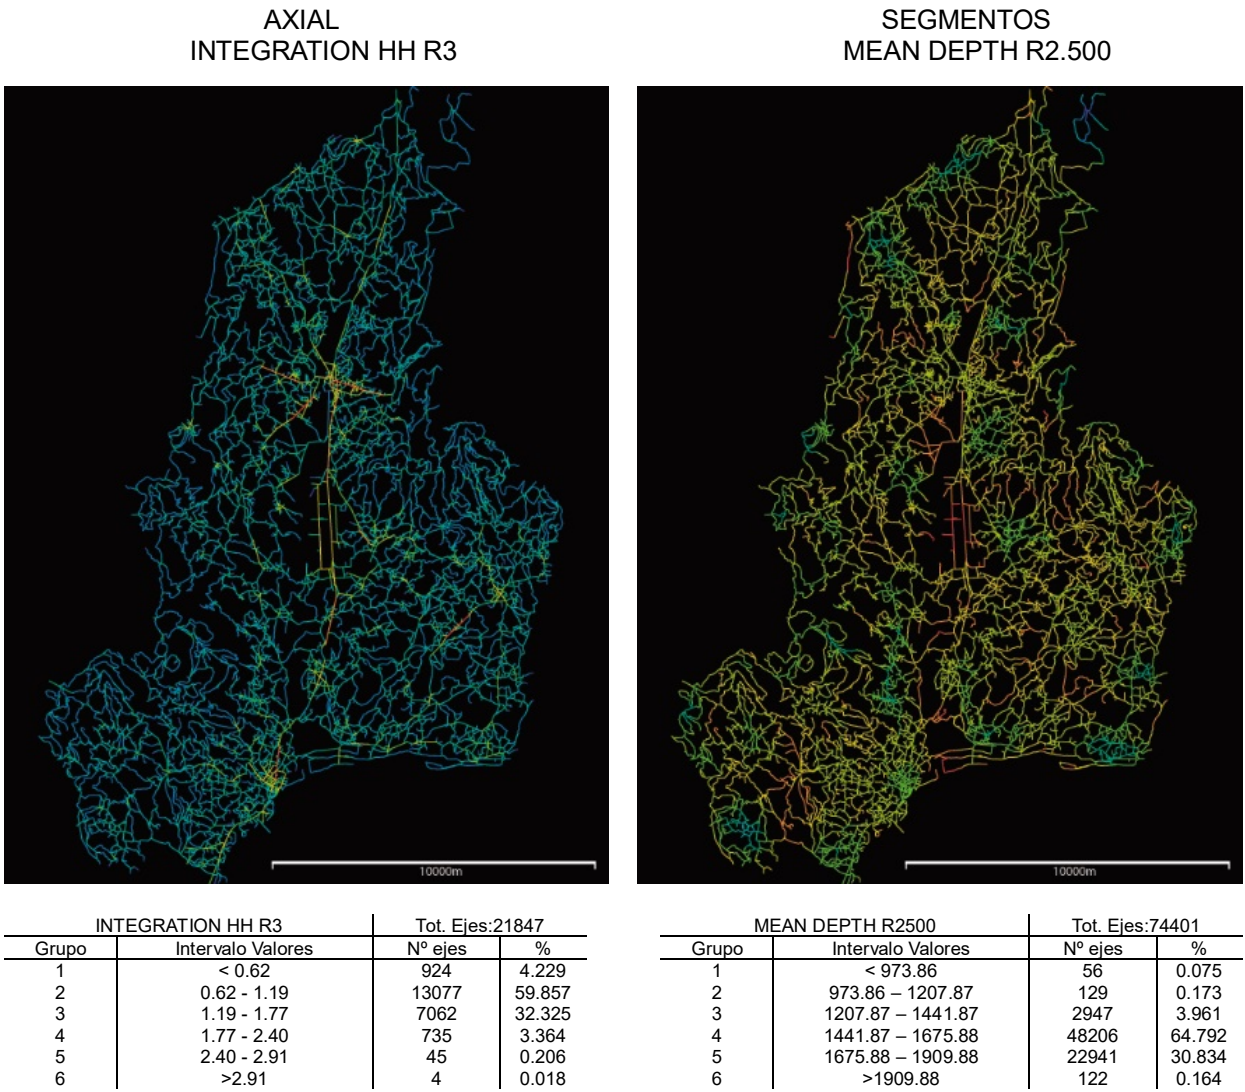 AXIAL
INTEGRATION HH R3
SEGMENTOS
MEAN DEPTH R2.500
10000m
10000m
INTEGRATION HH R3 Tot. Ejes:21847
Grupo Intervalo Valores Nº ejes %
1 < 0.62 924 4.229
2 0.62 - 1.19 13077 59.857
3 1.19 - 1.77 7062 32.325
4 1.77 - 2.40 735 3.364
5 2.40 - 2.91 45 0.206
6 >2.91 4 0.018
MEAN DEPTH R2500 Tot. Ejes:74401
Grupo Intervalo Valores Nº ejes %
1 < 973.86 56 0.075
2 973.86 – 1207.87 129 0.173
3 1207.87 – 1441.87 2947 3.961
4 1441.87 – 1675.88 48206 64.792
5 1675.88 – 1909.88 22941 30.834
6 >1909.88 122 0.164